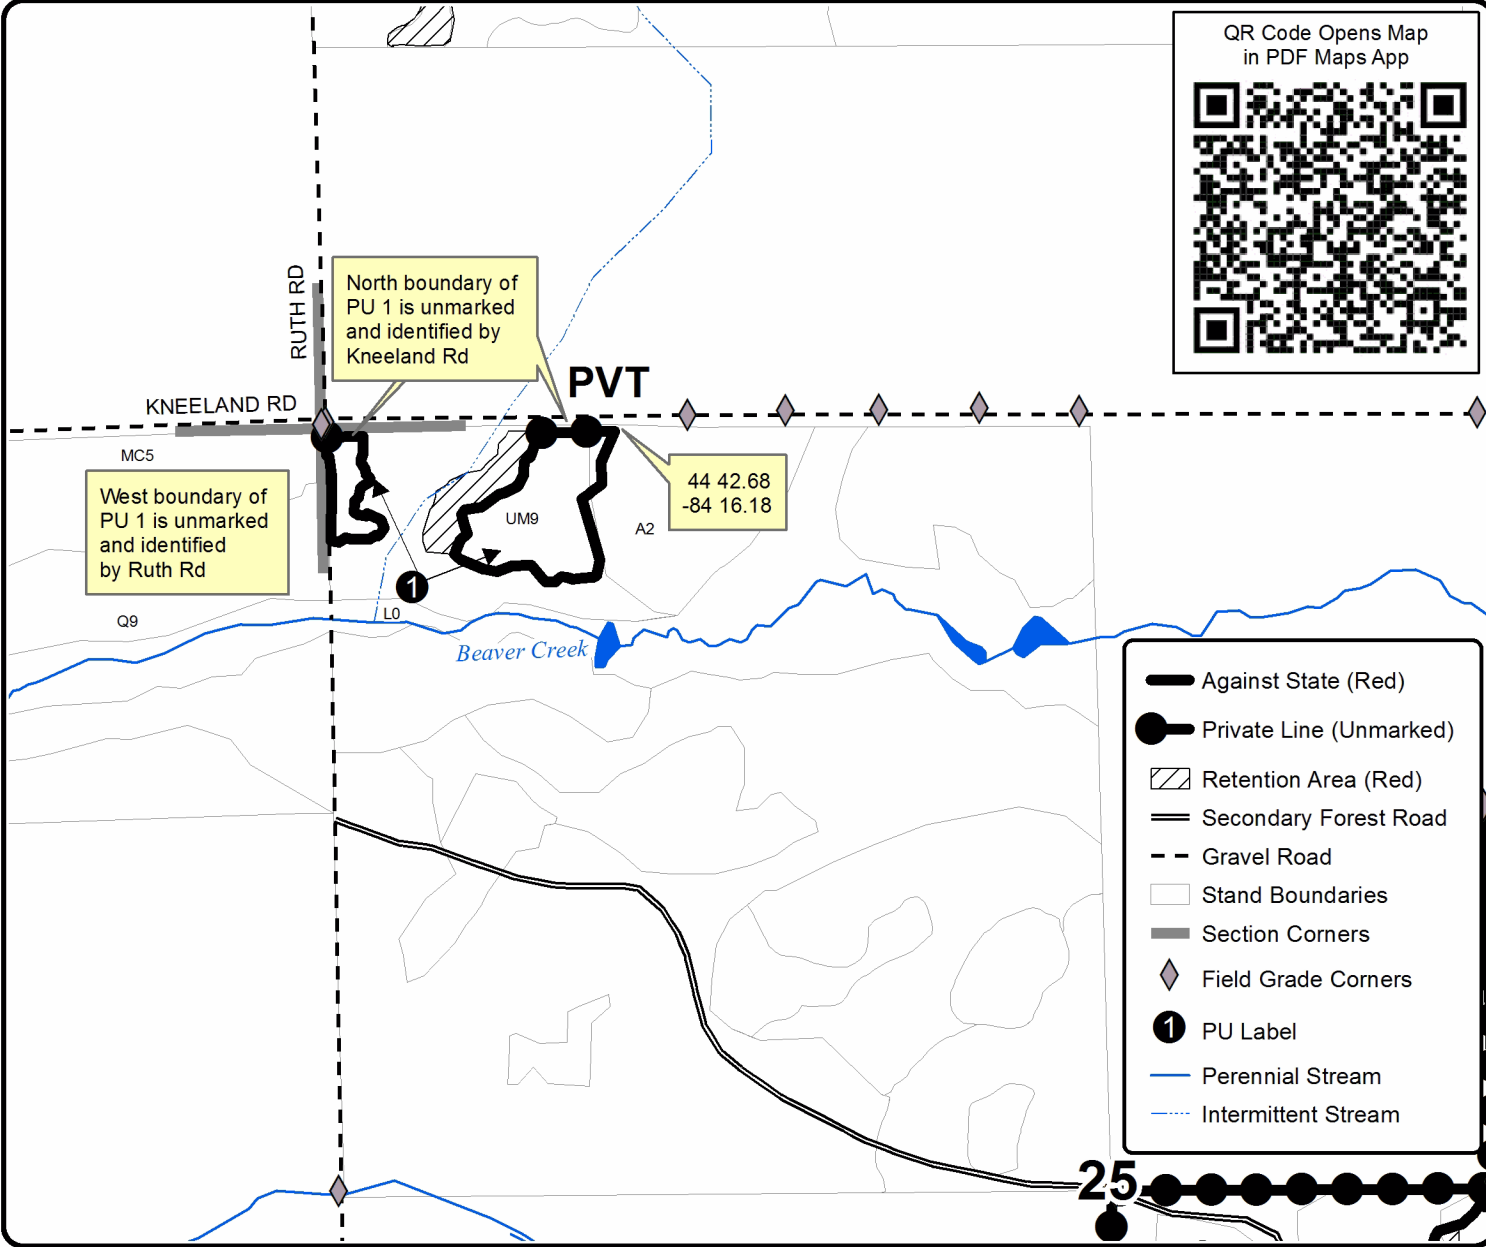 QR Code Opens Map
in PDF Maps App
RUTH RD
North boundary of
PU 1 is unmarked
and identified by
Kneeland Rd
PVT
KNEELAND RD
MC5
West boundary of
PU 1 is unmarked
and identified
by Ruth Rd
44 42.68
-84 16.18
UM9
A2
1
L0
Q9
Beaver Creek
Against State (Red)
Private Line (Unmarked)
Retention Area (Red)
Secondary Forest Road
Gravel Road
Stand Boundaries
Section Corners
Field Grade Corners
1 PU Label
Perennial Stream
Intermittent Stream
25